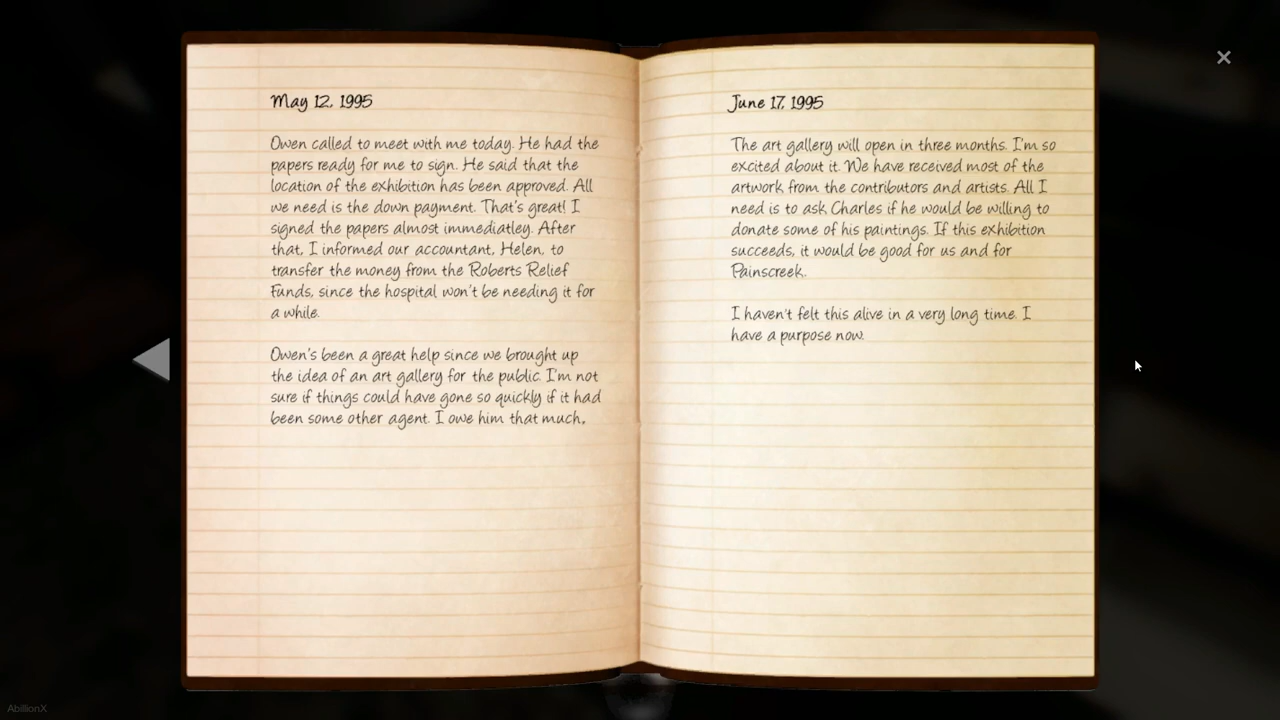 May 12, 1995
Owen called to meet with me today. He had the
papers ready for me to sign. He said that the
location of the exhibition has been approved. All
we need is the down payment. That's great! I
signed the papers almost immediatley. After
that, I informed our accountant, Helen, to
transfer the money from the Roberts Relief
Funds, since the hospital won't be needing it for
a while.
Owen's been a great help since we brought up
the idea of an art gallery for the public. I'm not
sure if things could have gone so quickly if it had
been some other agent. I owe him that much.
June 17, 1995
The art gallery will open in three months. I'm so
excited about it. We have received most of the
artwork from the contributors and artists. All I
need is to ask Charles if he would be willing to
donate some of his paintings. If this exhibition
succeeds, it would be good for us and for
Painscreek.
I haven't felt this alive in a very long time. I
have a purpose now.
AbillionX